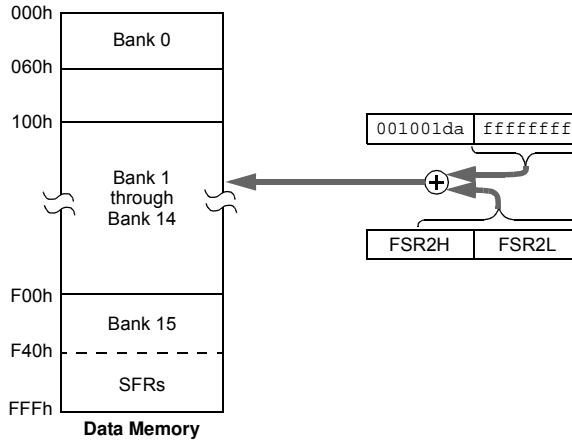 000h
Bank 0
060h
100h
001001da ffffffff
Bank 1
through
Bank 14
FSR2H FSR2L
F00h
Bank 15
F40h
SFRs
FFFh
Data Memory